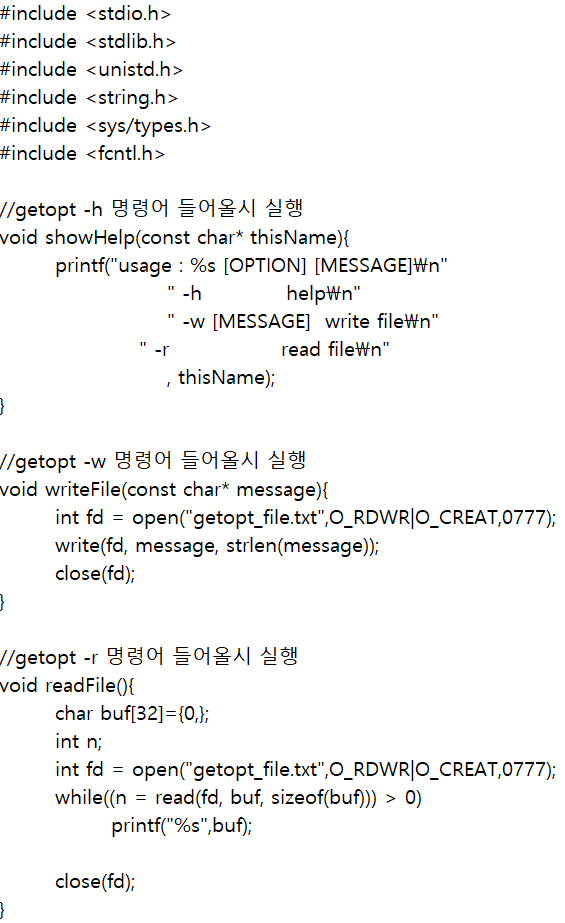 #include <stdio.h>
#include <stdlib.h>
#include <unistd.h>
#include <string.h>
#include <sys/types.h>
#include <fcntl.h>

//getopt -h 명령어 들어올시 실행
void showHelp(const char* thisName){
	printf("usage : %s [OPTION] [MESSAGE]₩n"
			" -h               help₩n"
			" -w [MESSAGE]  write file₩n"
		" -r                    read file₩n"
			, thisName);
}

//getopt -w 명령어 들어올시 실행
void writeFile(const char* message){
	int fd = open("getopt_file.txt",O_RDWR|O_CREAT,0777);
	write(fd, message, strlen(message));
	close(fd);
}

//getopt -r 명령어 들어올시 실행
void readFile(){
	char buf[32]={0,};
	int n;
	int fd = open("getopt_file.txt",O_RDWR|O_CREAT,0777);
	while((n = read(fd, buf, sizeof(buf))) > 0)
		printf("%s",buf);

	close(fd);
}